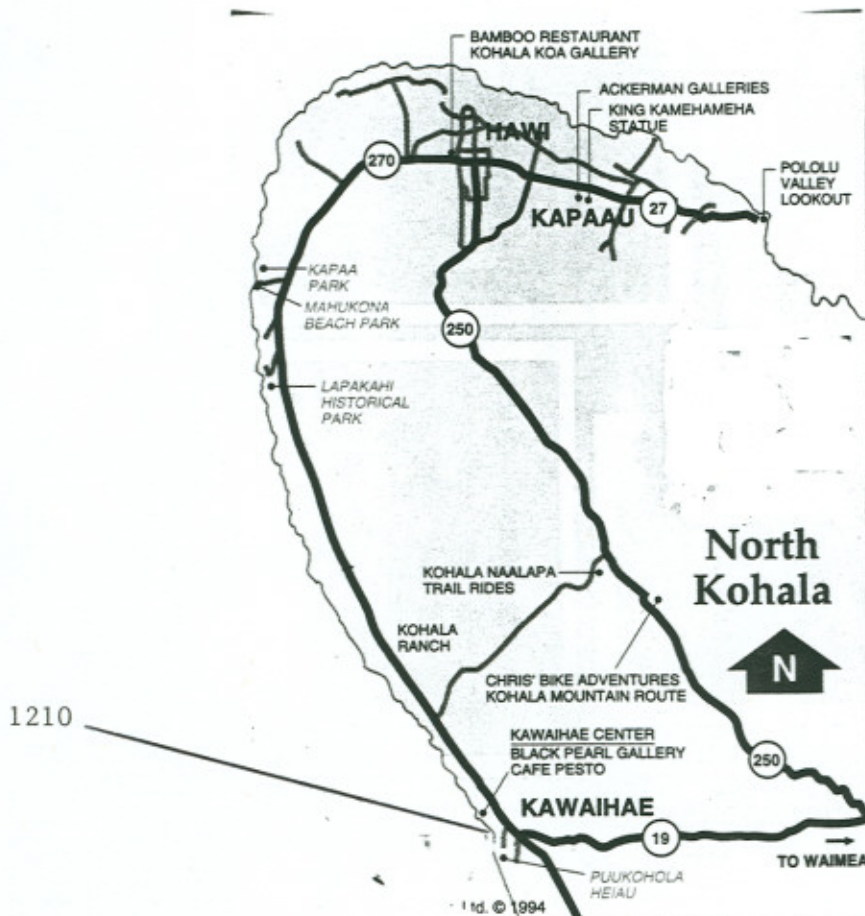 BAMBOO RESTAURANT
KOHALA KOA GALLERY
ACKERMAN GALLERIES
KING KAMEHAMEHA
STATUE
HAWI
270
POLOLU
VALLEY
LOOKOUT
KAPAAU
27
KAPAA
PARK
MAHUKONA
BEACH PARK
250
LAPAKAHI
HISTORICAL
PARK
North
Kohala
KOHALA NAALAPA
TRAIL RIDES
N
KOHALA
RANCH
CHRIS' BIKE ADVENTURES
KOHALA MOUNTAIN ROUTE
1210
KAWAIHAE CENTER
BLACK PEARL GALLERY
CAFE PESTO
250
KAWAIHAE
19
TO WAIMEA
PUUKOHOLA
HEIAU
Ltd. © 1994